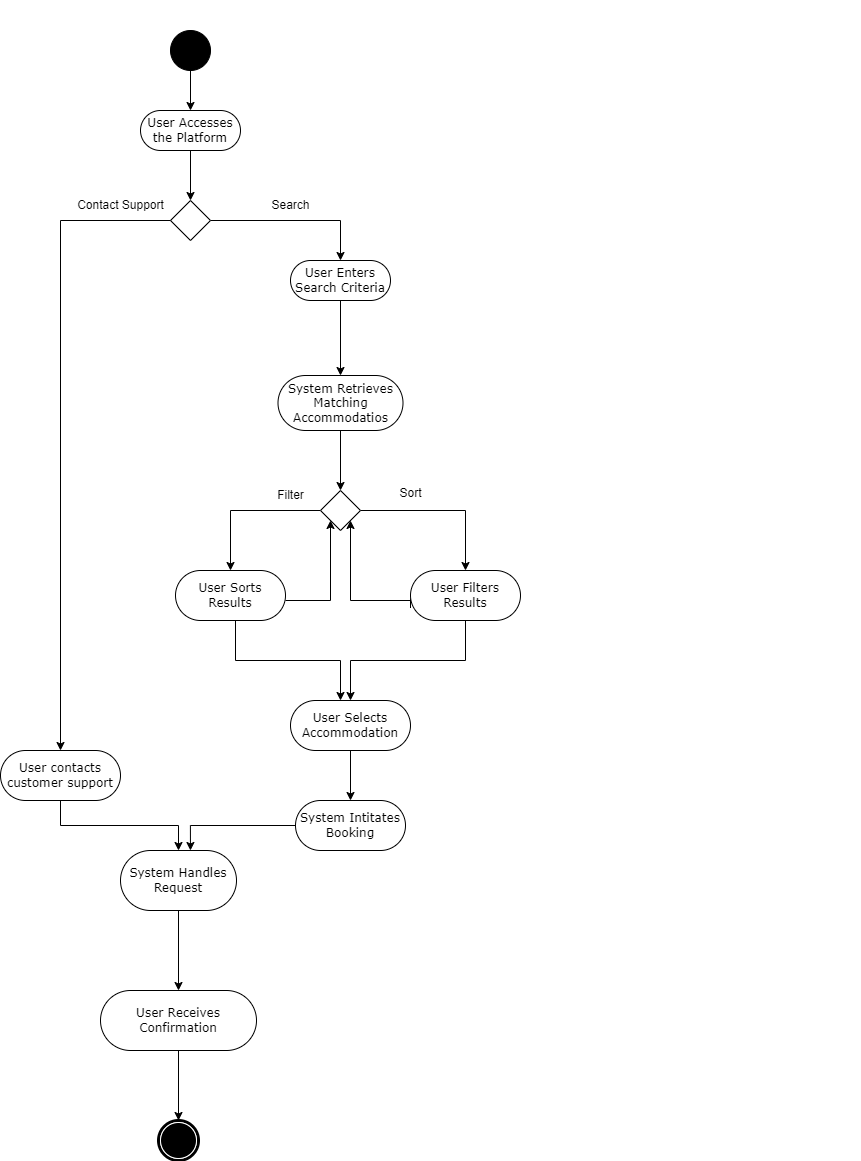 User Accesses
the Platform
Contact Support
Search
User Enters
Search Criteria
System Retrieves
Matching
Accommodatios
Filter
Sort
User Sorts
Results
User Filters
Results
User Selects
Accommodation
User contacts
customer support
System Intitates
Booking
System Handles
Request
User Receives
Confirmation